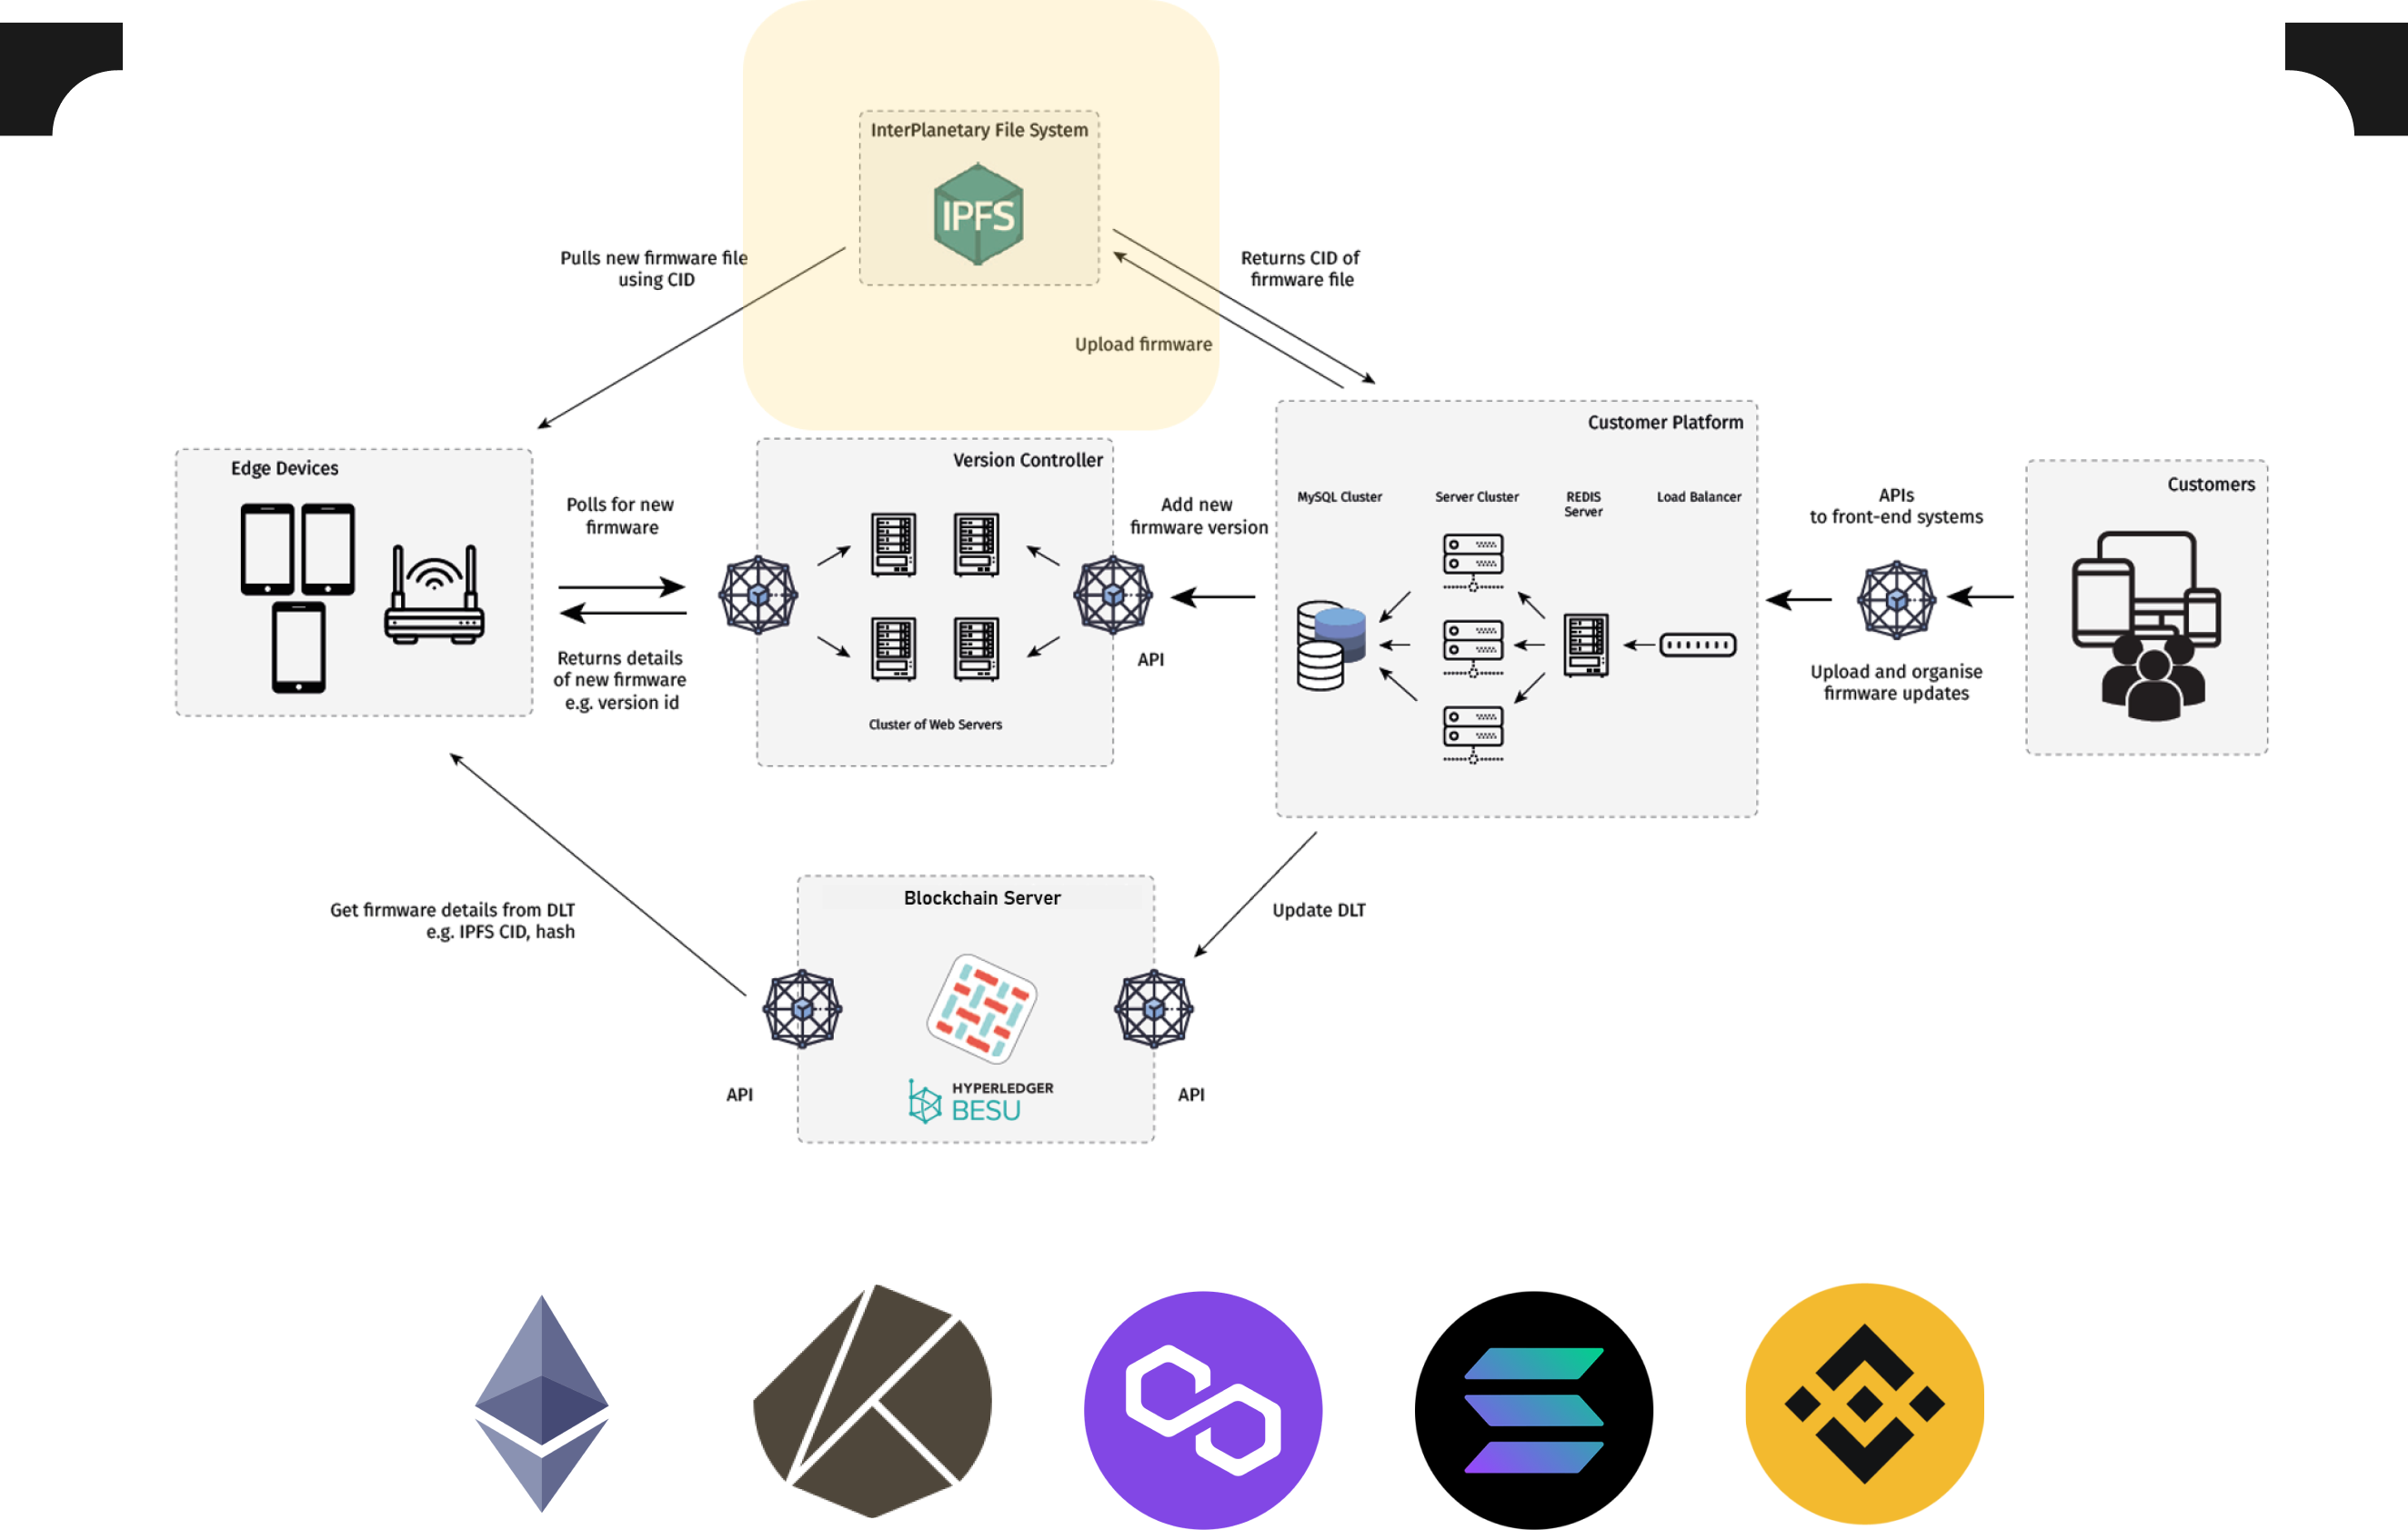 InterPlanetary File System
IPFS
Pulls new firmware file
using CID
Returns CID of
firmware file
Upload firmware
Edge Devices
Polls for new
firmware
Returns details
of new firmware
e.g. version id
Version Controller
Cluster of Web Servers
Add new
firmware version
API
Customer Platform
MySQL Cluster
Server Cluster
REDIS
Server
Load Balancer
APIs
to front-end systems
Upload and organise
firmware updates
Customers
Get firmware details from DLT
e.g. IPFS CID, hash
Blockchain Server
Update DLT
HYPERLEDGER
BESU
API
API